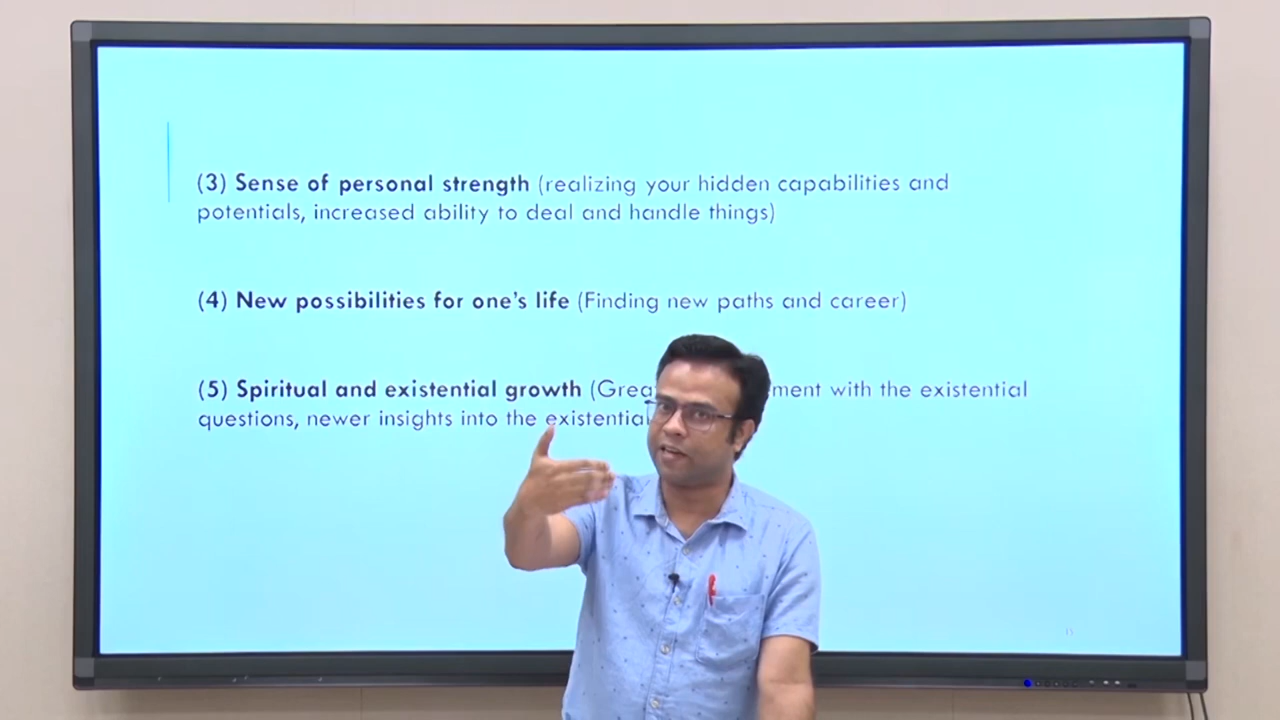 (3) Sense of personal strength (realizing your hidden capabilities and
potentials, increased ability to deal and handle things)
(4) New possibilities for one's life (Finding new paths and career)
(5) Spiritual and existential growth ment with the existential
questions, newer insights into the existential